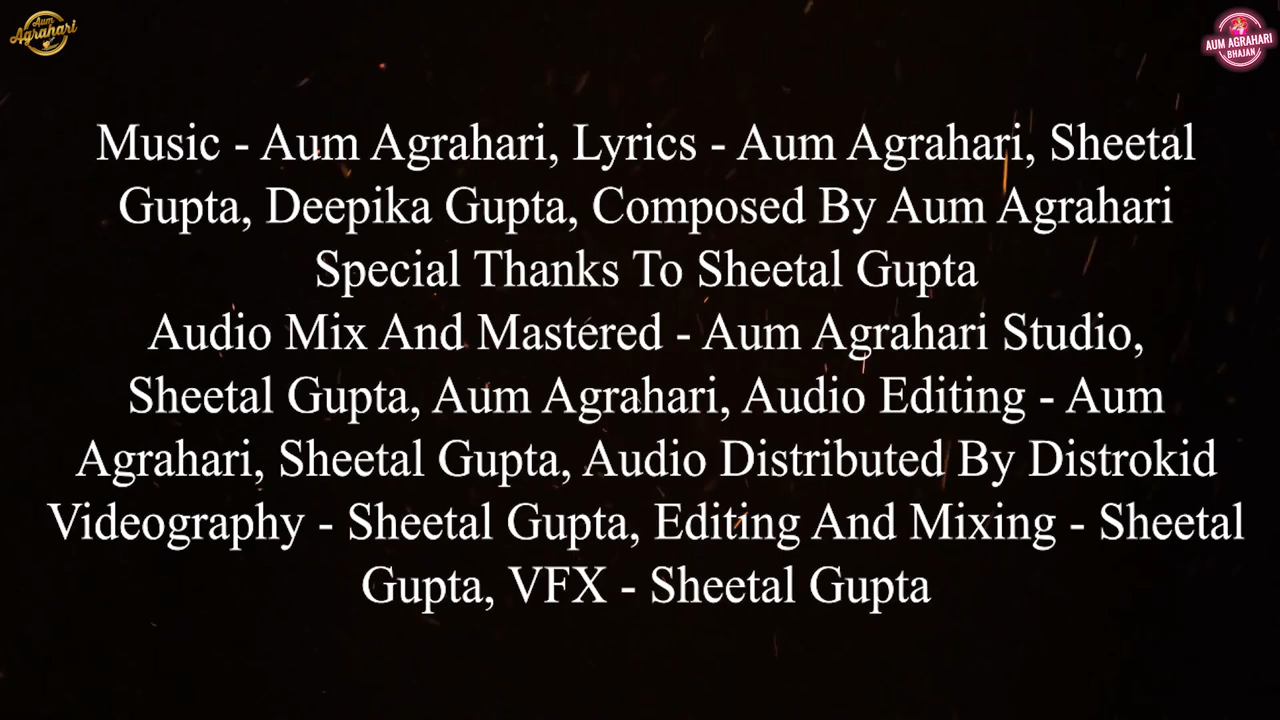 Aum
Agrahari
AUM AGRAHARI
BHAJAN
Music - Aum Agrahari, Lyrics - Aum Agrahari, Sheetal
Gupta, Deepika Gupta, Composed By Aum Agrahari
Special Thanks To Sheetal Gupta
Audio Mix And Mastered - Aum Agrahari Studio,
Sheetal Gupta, Aum Agrahari, Audio Editing - Aum
Agrahari, Sheetal Gupta, Audio Distributed By Distrokid
Videography - Sheetal Gupta, Editing And Mixing - Sheetal
Gupta, VFX - Sheetal Gupta